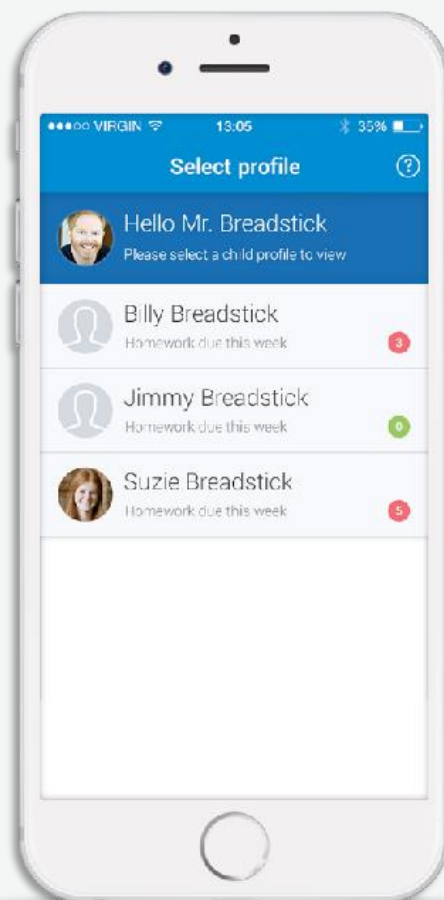 VIRGIN 13:05 35%
Select profile ?
Hello Mr. Breadstick
Please select a child profile to view
Billy Breadstick
Homework due this week 3
Jimmy Breadstick
Homework due this week 0
Suzie Breadstick
Homework due this week 5